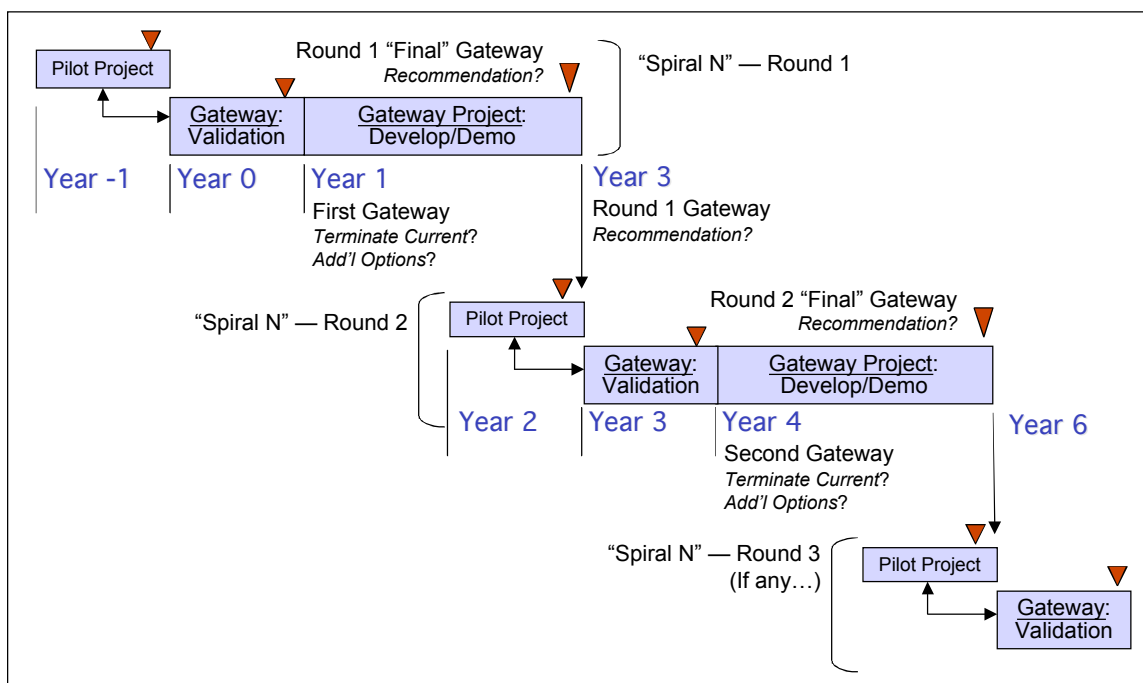 Pilot Project
Round 1 “Final” Gateway
Recommendation?
“Spiral N” — Round 1
Gateway:
Validation
Gateway Project:
Develop/Demo
Year -1
Year 0
Year 1
Year 3
First Gateway
Terminate Current?
Add’l Options?
Round 1 Gateway
Recommendation?
“Spiral N” — Round 2
Pilot Project
Round 2 “Final” Gateway
Recommendation?
Gateway:
Validation
Gateway Project:
Develop/Demo
Year 2
Year 3
Year 4
Year 6
Second Gateway
Terminate Current?
Add’l Options?
“Spiral N” — Round 3
(If any…)
Pilot Project
Gateway:
Validation